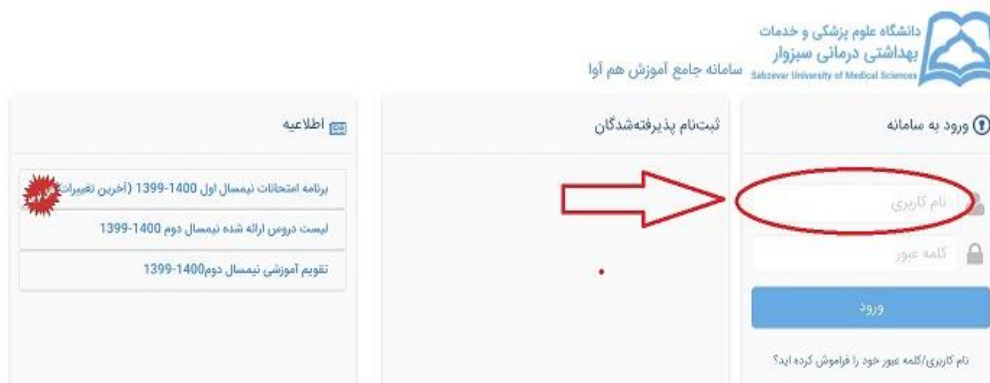 دانشگاه علوم پزشکی و خدمات
بهداشتی درمانی سبزوار
Sabzevar University of Medical Sciences
سامانه جامع آموزش هم آوا
ورود به سامانه
نام کاربری
کلمه عبور
ورود
نام کاربری/کلمه عبور خود را فراموش کرده اید؟
ثبت‌نام پذیرفته‌شدگان
اطلاعیه
برنامه امتحانات نیمسال اول 1400-1399 (آخرین تغییرات
لیست دروس ارائه شده نیمسال دوم 1400-1399
تقویم آموزشی نیمسال دوم1400-1399